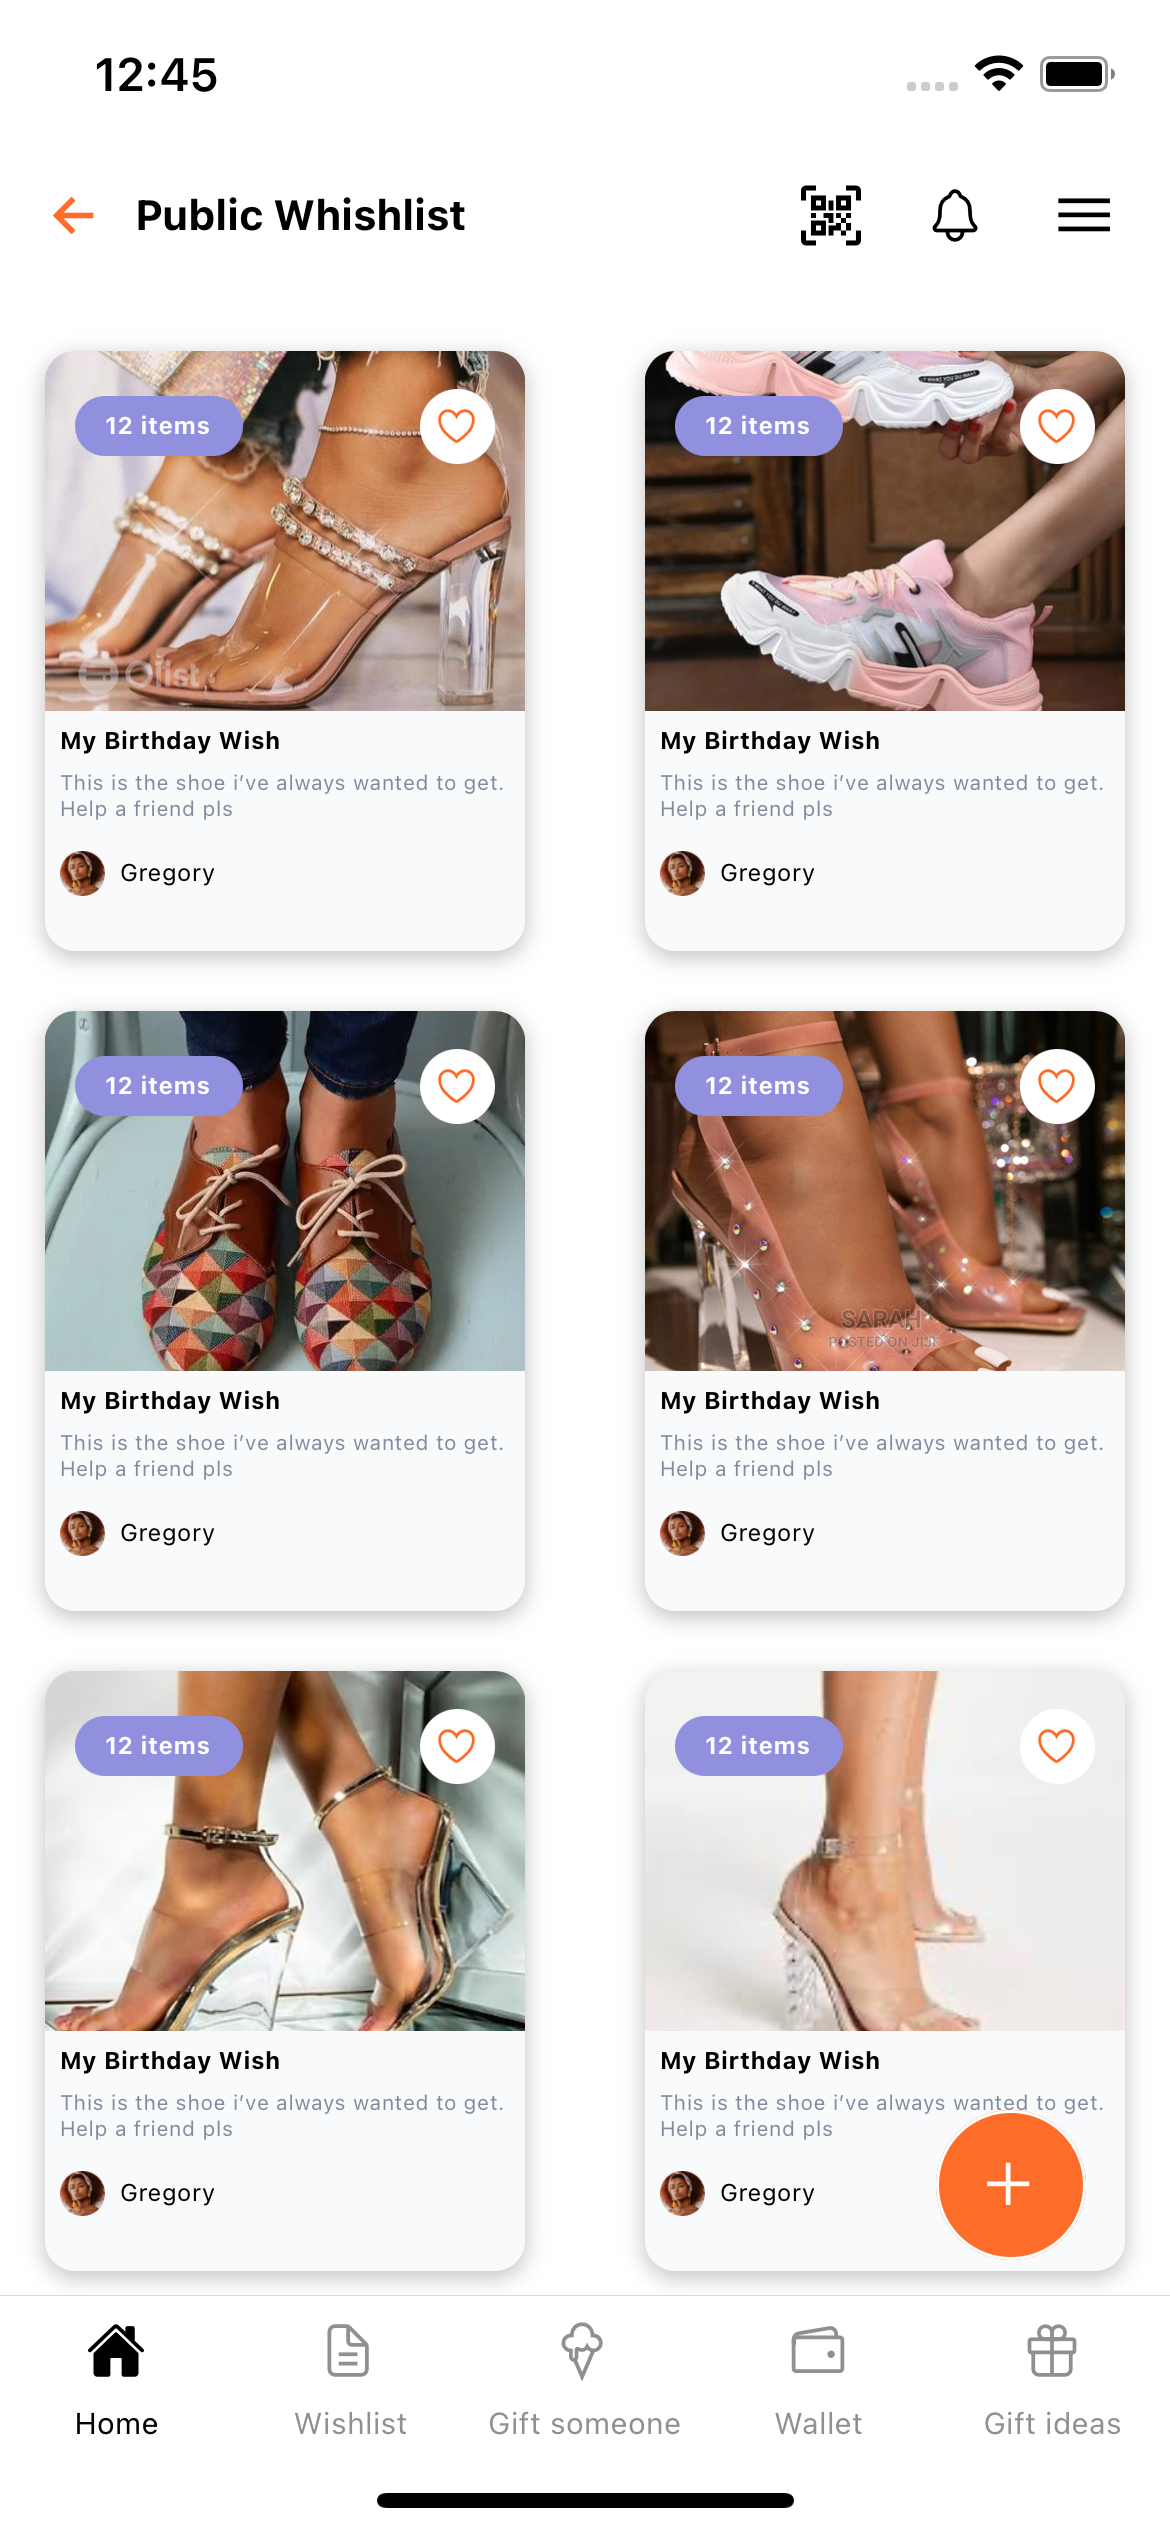 12:45
Public Whishlist
12 items
12 items
Olist
My Birthday Wish
My Birthday Wish
This is the shoe i’ve always wanted to get.
Help a friend pls
This is the shoe i’ve always wanted to get.
Help a friend pls
Gregory
Gregory
12 items
12 items
SARAH
POSTED ON JIJI
My Birthday Wish
My Birthday Wish
This is the shoe i’ve always wanted to get.
Help a friend pls
This is the shoe i’ve always wanted to get.
Help a friend pls
Gregory
Gregory
12 items
12 items
My Birthday Wish
My Birthday Wish
This is the shoe i’ve always wanted to get.
Help a friend pls
This is the shoe i’ve always wanted to get.
Help a friend pls
Gregory
Gregory
Home
Wishlist
Gift someone
Wallet
Gift ideas